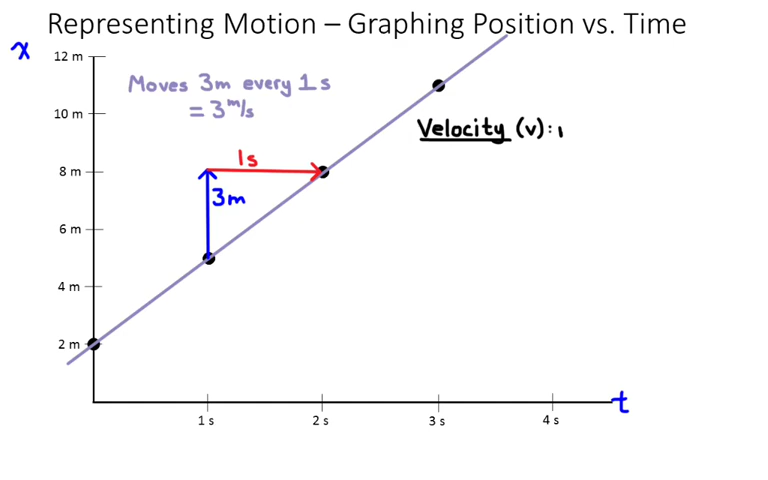 Representing Motion – Graphing Position vs. Time
x
12 m
Moves 3m every 1s
= 3 m/s
10 m
Velocity (v):
1s
8 m
3m
6 m
4 m
2 m
t
1 s
2 s
3 s
4 s